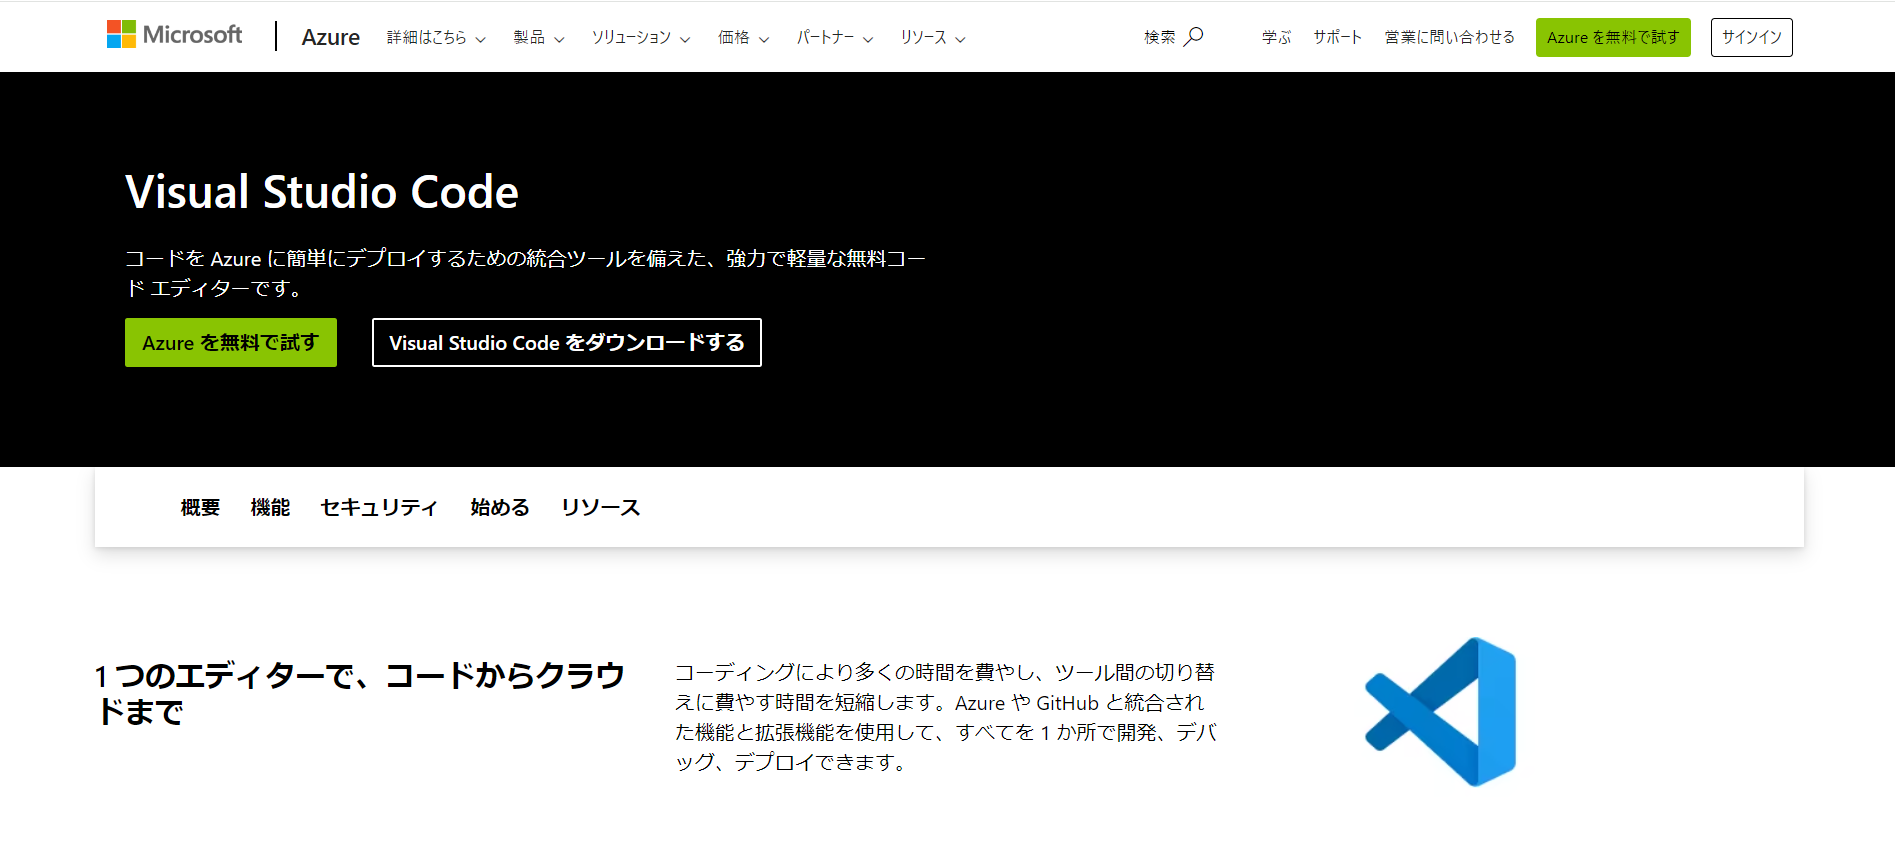 Microsoft Azure 詳細はこちら 製品 ソリューション 価格 パートナー リソース 検索 学ぶ サポート 営業に問い合わせる Azure を無料で試す サインイン
Visual Studio Code
コードを Azure に簡単にデプロイするための統合ツールを備えた、強力で軽量な無料コー
ド エディターです。
Azure を無料で試す Visual Studio Code をダウンロードする
概要 機能 セキュリティ 始める リソース
1 つのエディターで、コードからクラウ
ドまで
コーディングにより多くの時間を費やし、ツール間の切り替
えに費やす時間を短縮します。Azure や GitHub と統合され
た機能と拡張機能を使用して、すべてを 1 か所で開発、デバ
ッグ、デプロイできます。